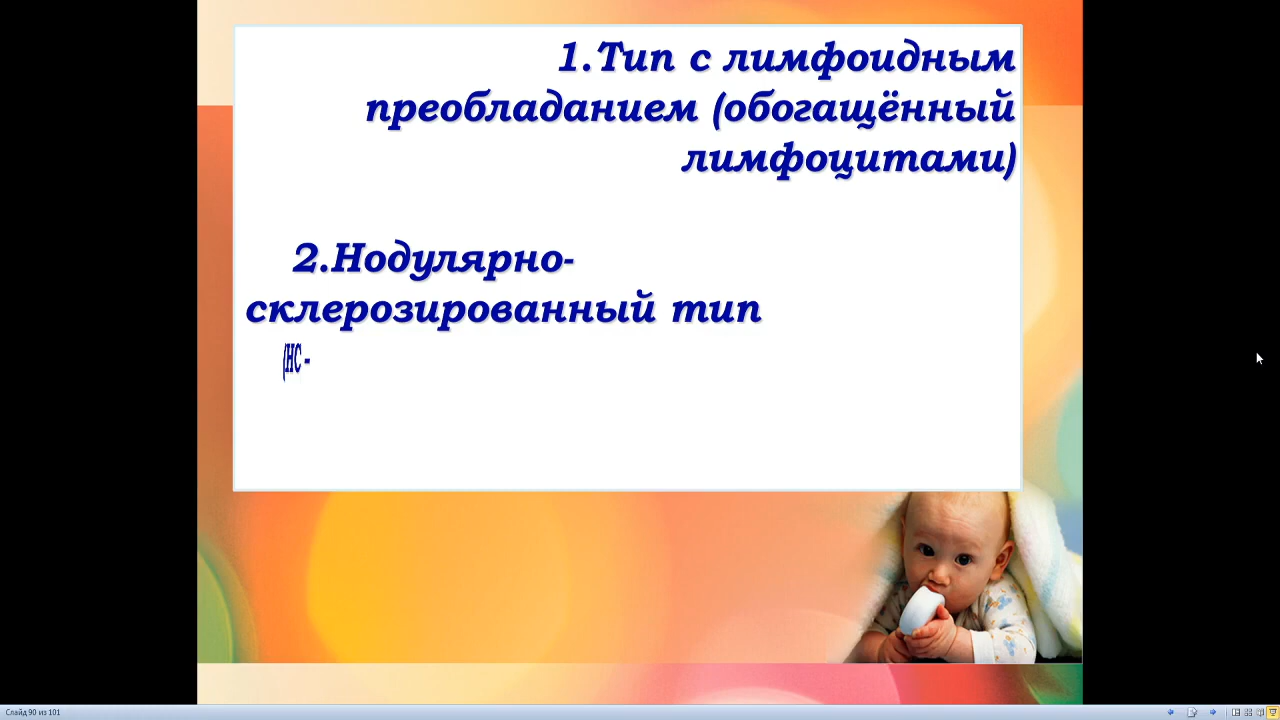 1.Тип с лимфоидным
преобладанием (обогащённый
лимфоцитами)
2.Нодулярно-
склерозированный тип
(НС -
Слайд 90 из 101